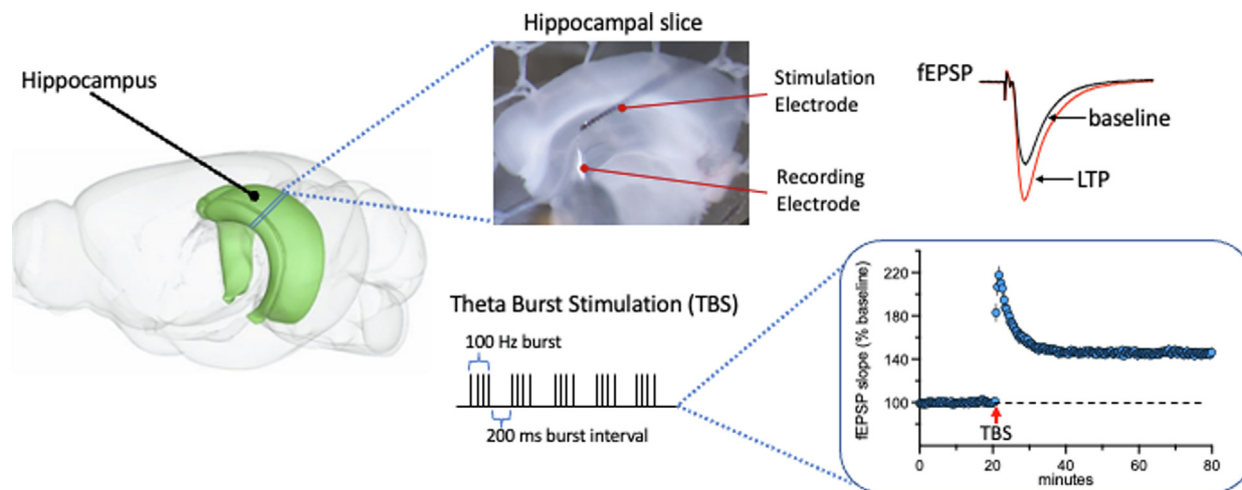 Hippocampal slice
Hippocampus
Stimulation
Electrode
Recording
Electrode
fEPSP
baseline
LTP
Theta Burst Stimulation (TBS)
100 Hz burst
200 ms burst interval
fEPSP slope (% baseline)
220
180
140
100
TBS
0
20
40
60
80
minutes